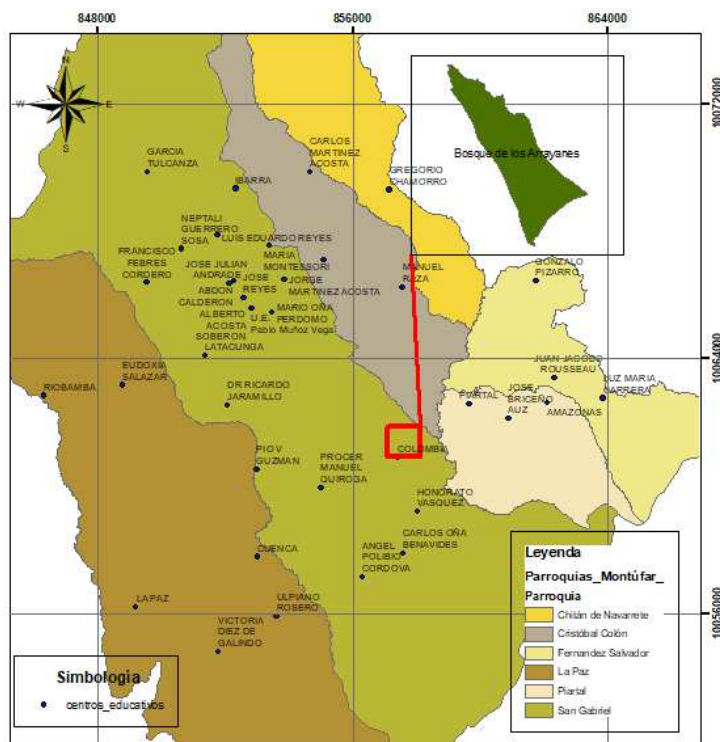 848000
856000
864000
10072000
10064000
10056000
N
W
E
S
Bosque de los Arrayanes
GARCIA
TULCANZA
CARLOS
MARTINEZ
ACOSTA
IBARRA
GREGORIO
CHAMORRO
NEPTALI
GUERRERO
SOSA
LUIS EDUARDO REYES
FRANCISCO
FEBRES
CORDERO
JOSE JULIAN
ANDRADE
MARIA
MONTESSORI
JOSE
REYES
JORGE
MARTINEZ ACOSTA
MANUEL
GONZALO
PIZARRO
ABDON
CALDERON
MARIO OÑA
PERDOMO
ALBERTO
ACOSTA
SOBERON
U.E.
Pablo Muñoz Vega
LATACUNGA
EUDOXIA
SALAZAR
RIOBAMBA
DR RICARDO
JARAMILLO
JUAN JACOBO
ROUSSEAU
LUZ MARIA
JOSE
BRICEÑO
AUZ
AMAZONAS
PIO V
GUZMAN
PROCER
MANUEL
QUIROGA
HONORATO
VASQUEZ
CUENCA
ANGEL
POLIBIO
CORDOVA
CARLOS OÑA
BENAVIDES
LA PAZ
ULPIANO
ROSERO
VICTORIA
DIEZ DE
GALINDO
Simbologia
centros_educativos
Leyenda
Parroquias_Montúfar_
Parroquia
Chitán de Navarrete
Cristóbal Colón
Fernandez Salvador
La Paz
Piartal
San Gabriel